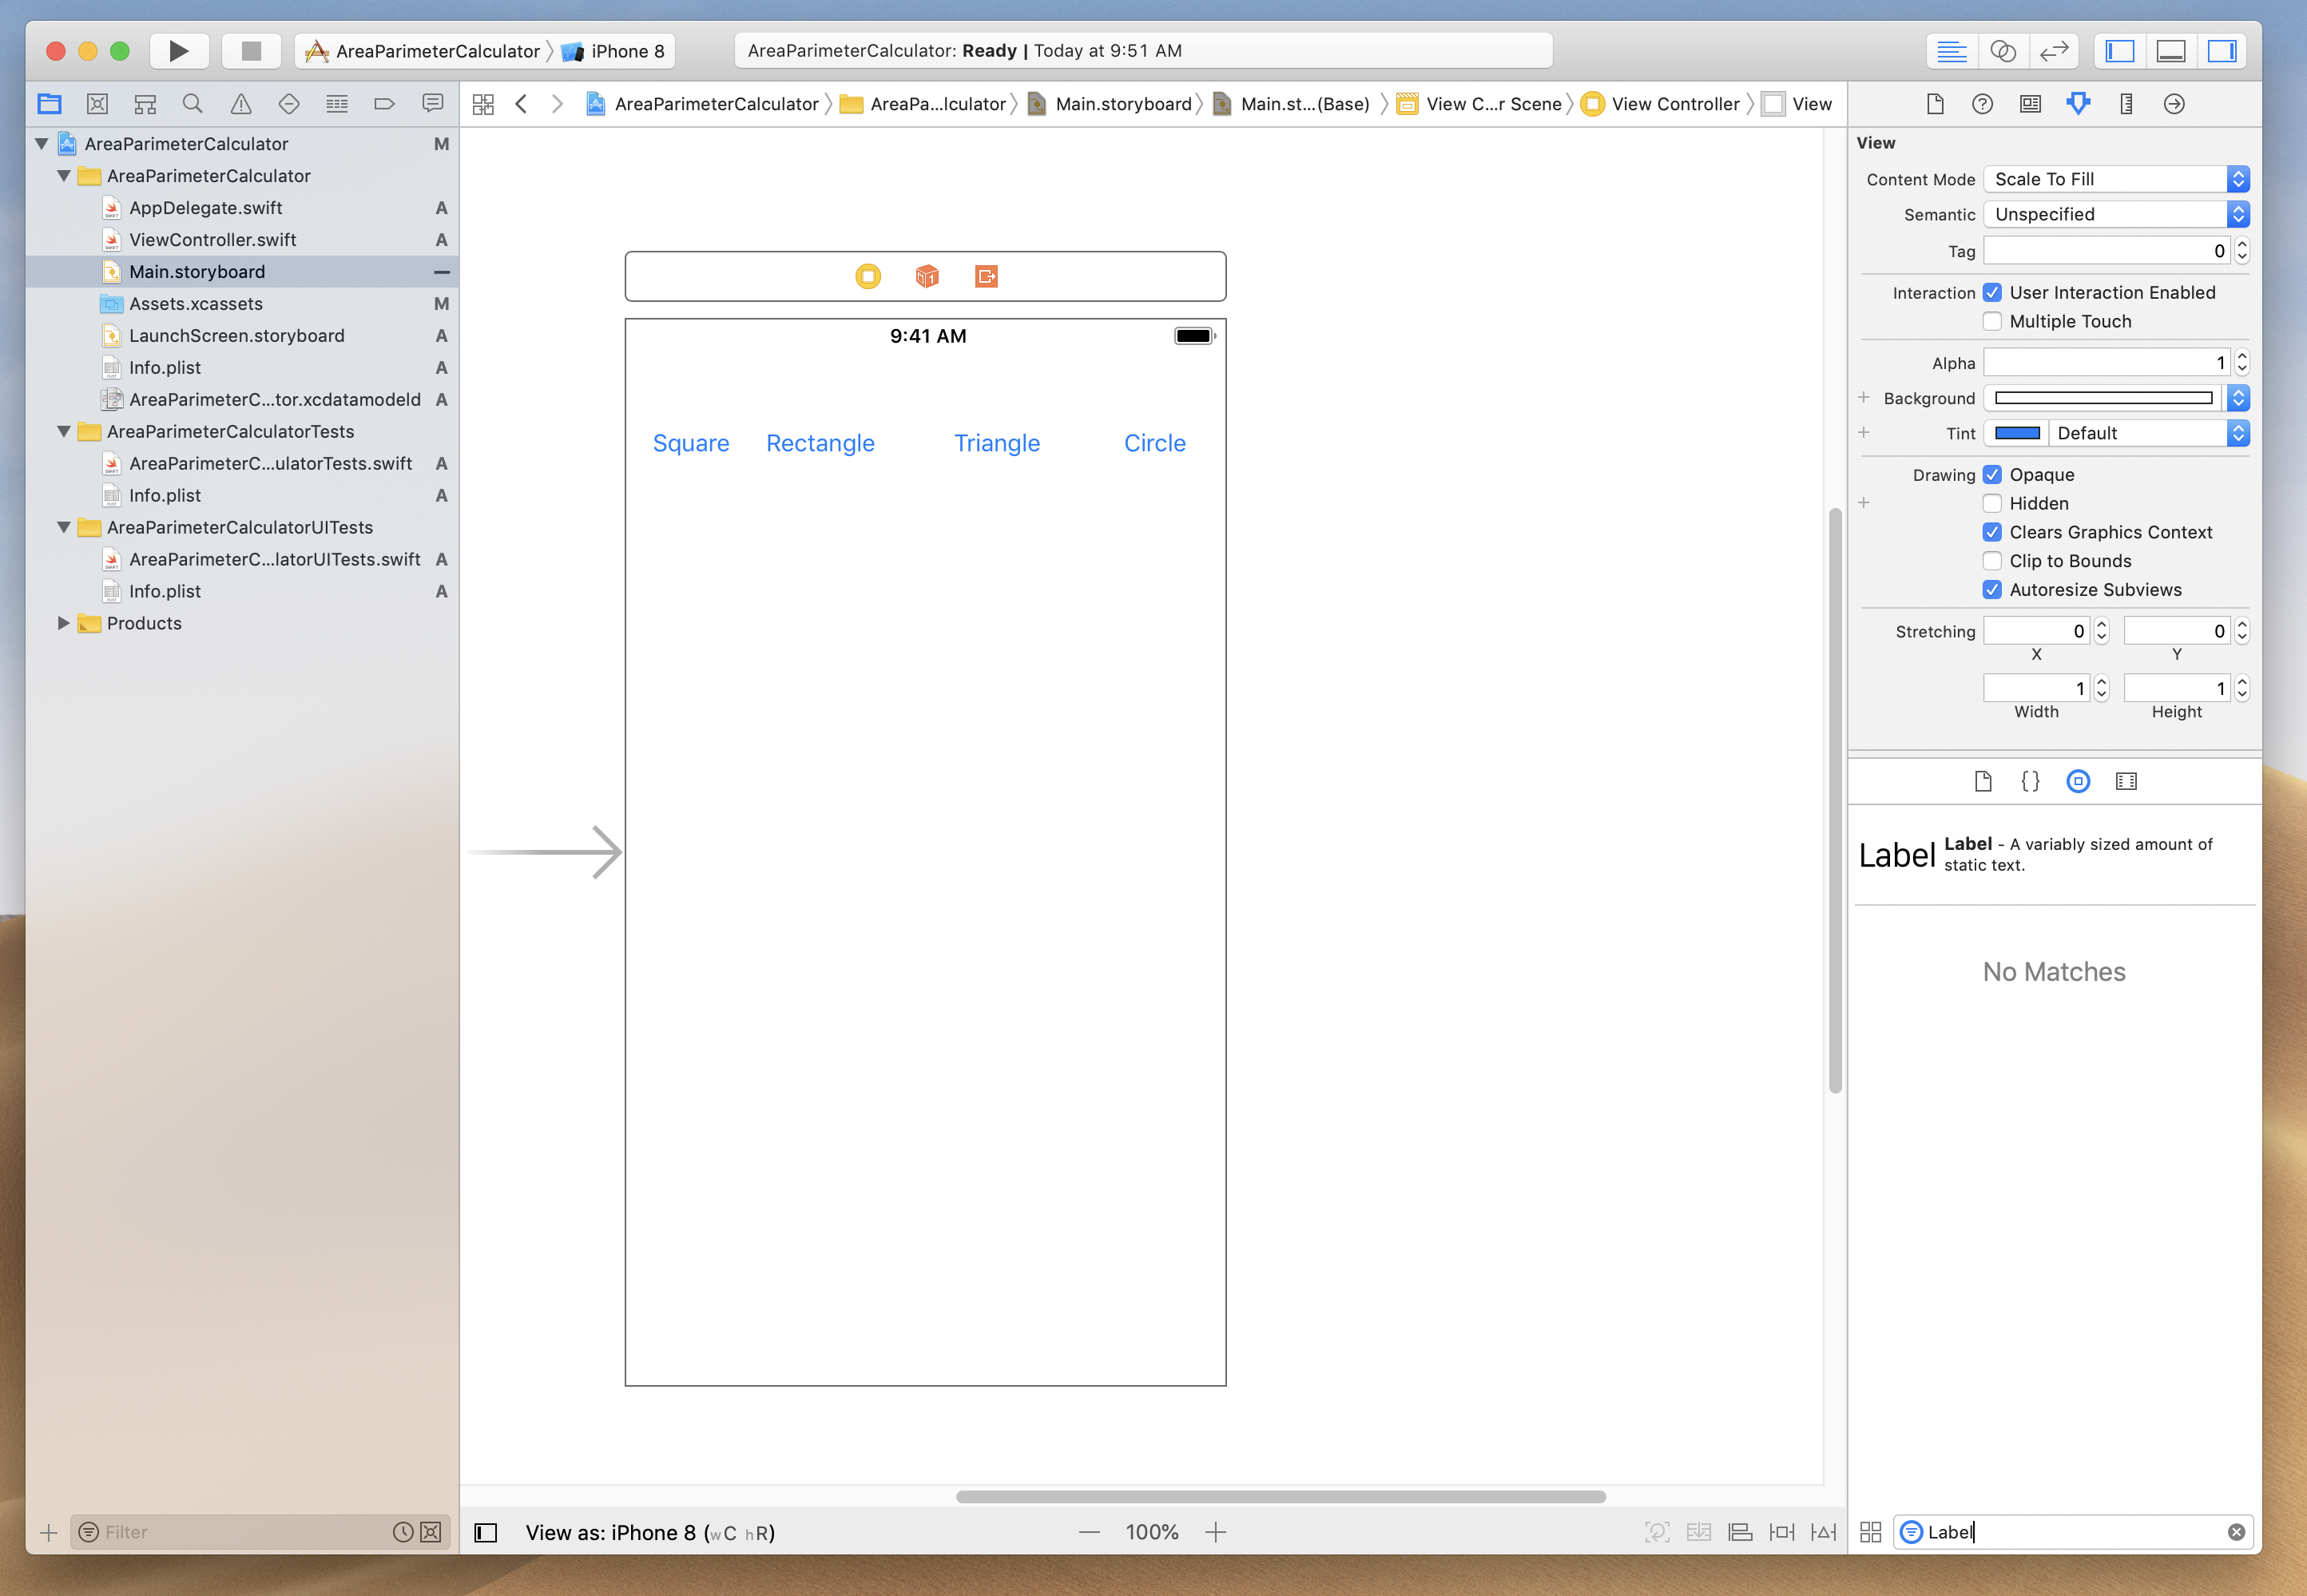 AreaParimeterCalculator iPhone 8
AreaParimeterCalculator: Ready | Today at 9:51 AM
AreaParimeterCalculator AreaPa...lculator Main.storyboard Main.st...(Base) View C...r Scene View Controller View
AreaParimeterCalculator M
AreaParimeterCalculator
AppDelegate.swift A
ViewController.swift A
Main.storyboard
Assets.xcassets M
LaunchScreen.storyboard A
Info.plist A
AreaParimeterC...tor.xcdatamodeld A
AreaParimeterCalculatorTests
AreaParimeterC...ulatorTests.swift A
Info.plist A
AreaParimeterCalculatorUITests
AreaParimeterC...latorUITests.swift A
Info.plist A
Products
Filter
9:41 AM
Square Rectangle Triangle Circle
View as: iPhone 8 (wC hR)
100%
View
Content Mode Scale To Fill
Semantic Unspecified
Tag 0
Interaction User Interaction Enabled
Multiple Touch
Alpha 1
Background
Tint Default
Drawing Opaque
Hidden
Clears Graphics Context
Clip to Bounds
Autoresize Subviews
Stretching 0 0
X Y
1 1
Width Height
{}
Label Label - A variably sized amount of
static text.
No Matches
Label